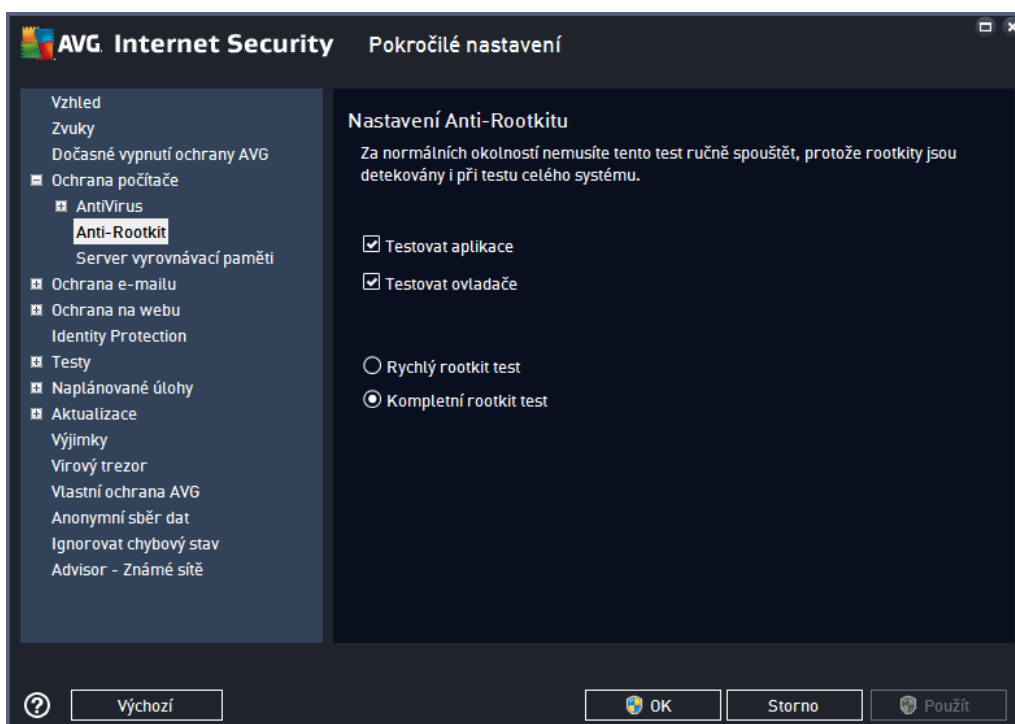 AVG. Internet Security Pokročilé nastavení
Vzhled
Zvuky
Dočasné vypnutí ochrany AVG
Ochrana počítače
AntiVirus
Anti-Rootkit
Server vyrovnávací paměti
Ochrana e-mailu
Ochrana na webu
Identity Protection
Testy
Naplánované úlohy
Aktualizace
Výjimky
Virový trezor
Vlastní ochrana AVG
Anonymní sběr dat
Ignorovat chybový stav
Advisor - Známé sítě
Nastavení Anti-Rootkitu
Za normálních okolností nemusíte tento test ručně spouštět, protože rootkity jsou
detekovány i při testu celého systému.
Testovat aplikace
Testovat ovladače
Rychlý rootkit test
Kompletní rootkit test
? Výchozí OK Storno Použít